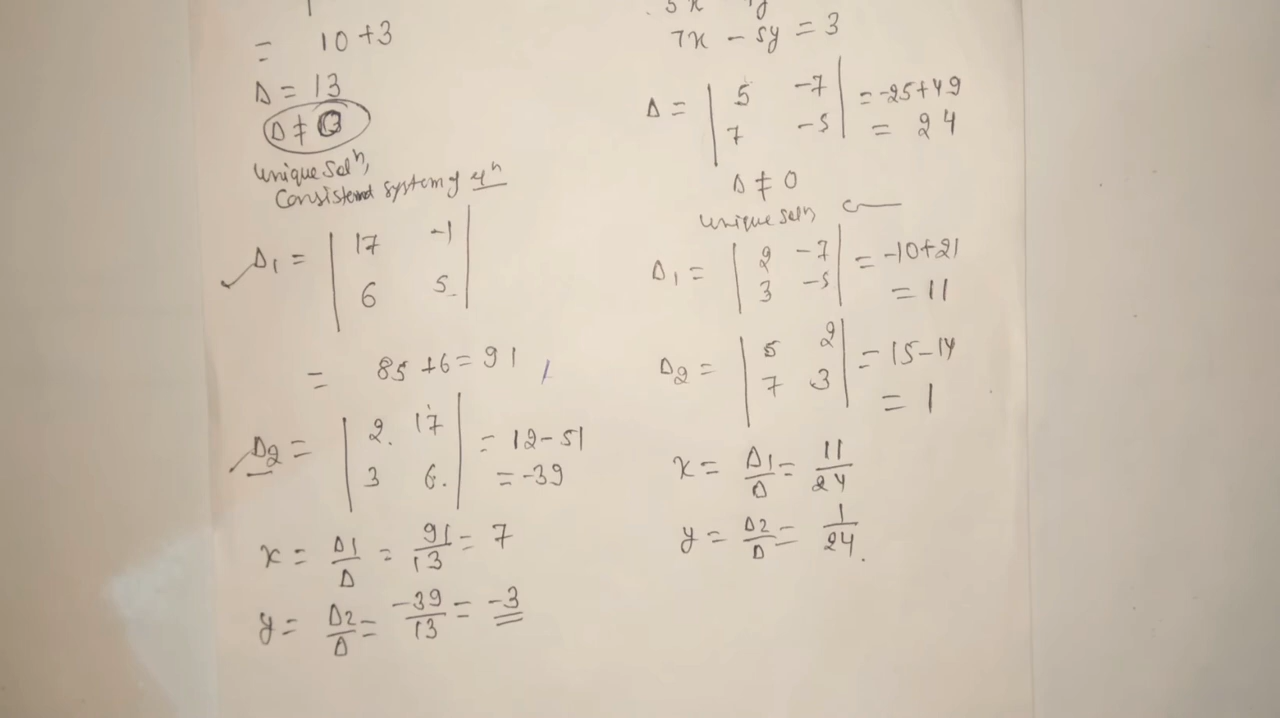 = 10 + 3
Δ = 13
Δ ≠ 0
Unique Solⁿ,
Consistend system of 4ⁿ
Δ₁ = | 17 -1 |
| 6 5 |
= 85 + 6 = 91
Δ₂ = | 2. 17 | = 12 - 51
| 3 6. | = -39
x = Δ1/Δ = 91/13 = 7
y = Δ2/Δ = -39/13 = -3
7x - 5y = 3
Δ = | 5 -7 | = -25 + 49
| 7 -5 | = 24
Δ ≠ 0
Unique Solⁿ
Δ₁ = | 2 -7 | = -10 + 21
| 3 -5 | = 11
Δ₂ = | 5 2 | = 15 - 14
| 7 3 | = 1
x = Δ1/Δ = 11/24
y = Δ2/Δ = 1/24.